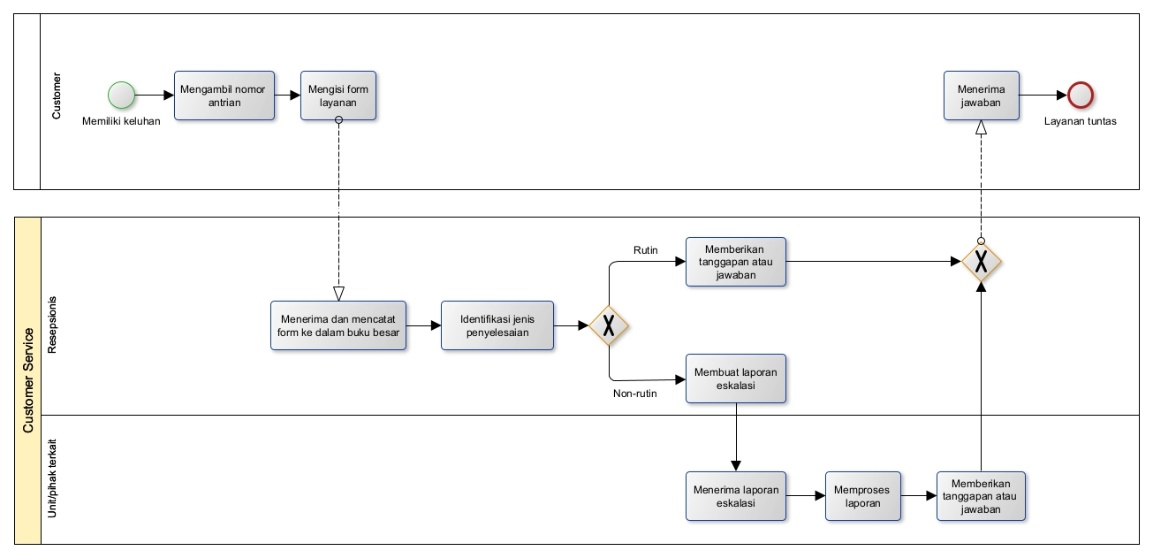 Customer
Memiliki keluhan
Mengambil nomor
antrian
Mengisi form
layanan
Menerima
jawaban
Layanan tuntas
Customer Service
Resepsionis
Menerima dan mencatat
form ke dalam buku besar
Identifikasi jenis
penyelesaian
X
Rutin
Memberikan
tanggapan atau
jawaban
X
Non-rutin
Membuat laporan
eskalasi
Unit/pihak terkait
Menerima laporan
eskalasi
Memproses
laporan
Memberikan
tanggapan atau
jawaban